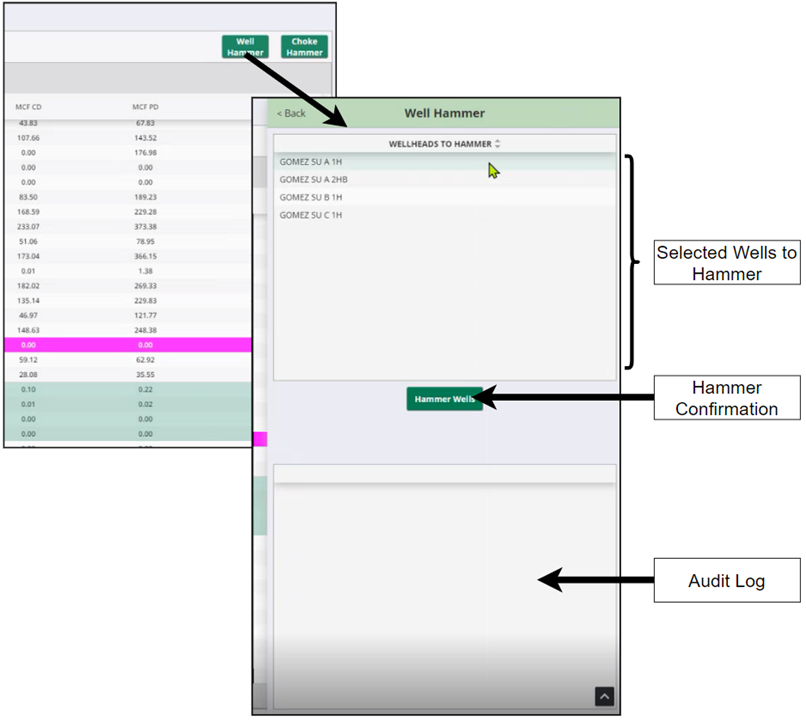 Well Hammer
Choke Hammer
MCF CD MCF PD
43.83 67.83
107.66 143.52
0.00 176.98
0.00 0.00
0.00 0.00
83.50 189.23
168.59 229.28
233.07 373.38
51.06 78.95
173.04 366.15
0.01 1.38
182.02 269.33
135.14 229.83
46.97 121.77
148.63 248.38
0.00 0.00
59.12 62.92
28.08 35.55
0.10 0.22
0.01 0.02
0.00 0.00
0.00 0.00
< Back Well Hammer
WELLHEADS TO HAMMER
GOMEZ SU A 1H
GOMEZ SU A 2HB
GOMEZ SU B 1H
GOMEZ SU C 1H
Selected Wells to
Hammer
Hammer Wells
Hammer
Confirmation
Audit Log